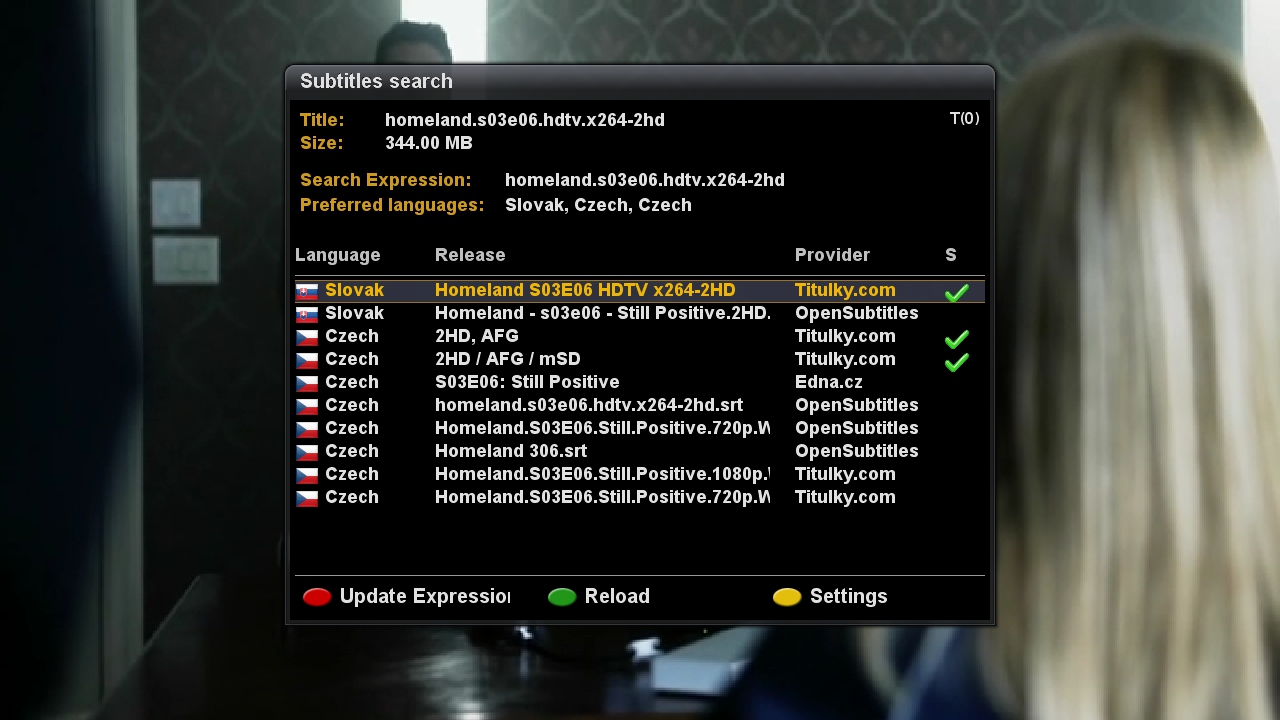 Subtitles search
Title: homeland.s03e06.hdtv.x264-2hd T(0)
Size: 344.00 MB
Search Expression: homeland.s03e06.hdtv.x264-2hd
Preferred languages: Slovak, Czech, Czech
Language Release Provider S
Slovak Homeland S03E06 HDTV x264-2HD Titulky.com
Slovak Homeland - s03e06 - Still Positive.2HD. OpenSubtitles
Czech 2HD, AFG Titulky.com
Czech 2HD / AFG / mSD Titulky.com
Czech S03E06: Still Positive Edna.cz
Czech homeland.s03e06.hdtv.x264-2hd.srt OpenSubtitles
Czech Homeland.S03E06.Still.Positive.720p.W OpenSubtitles
Czech Homeland 306.srt OpenSubtitles
Czech Homeland.S03E06.Still.Positive.1080p. Titulky.com
Czech Homeland.S03E06.Still.Positive.720p.W Titulky.com
Update Expression Reload Settings